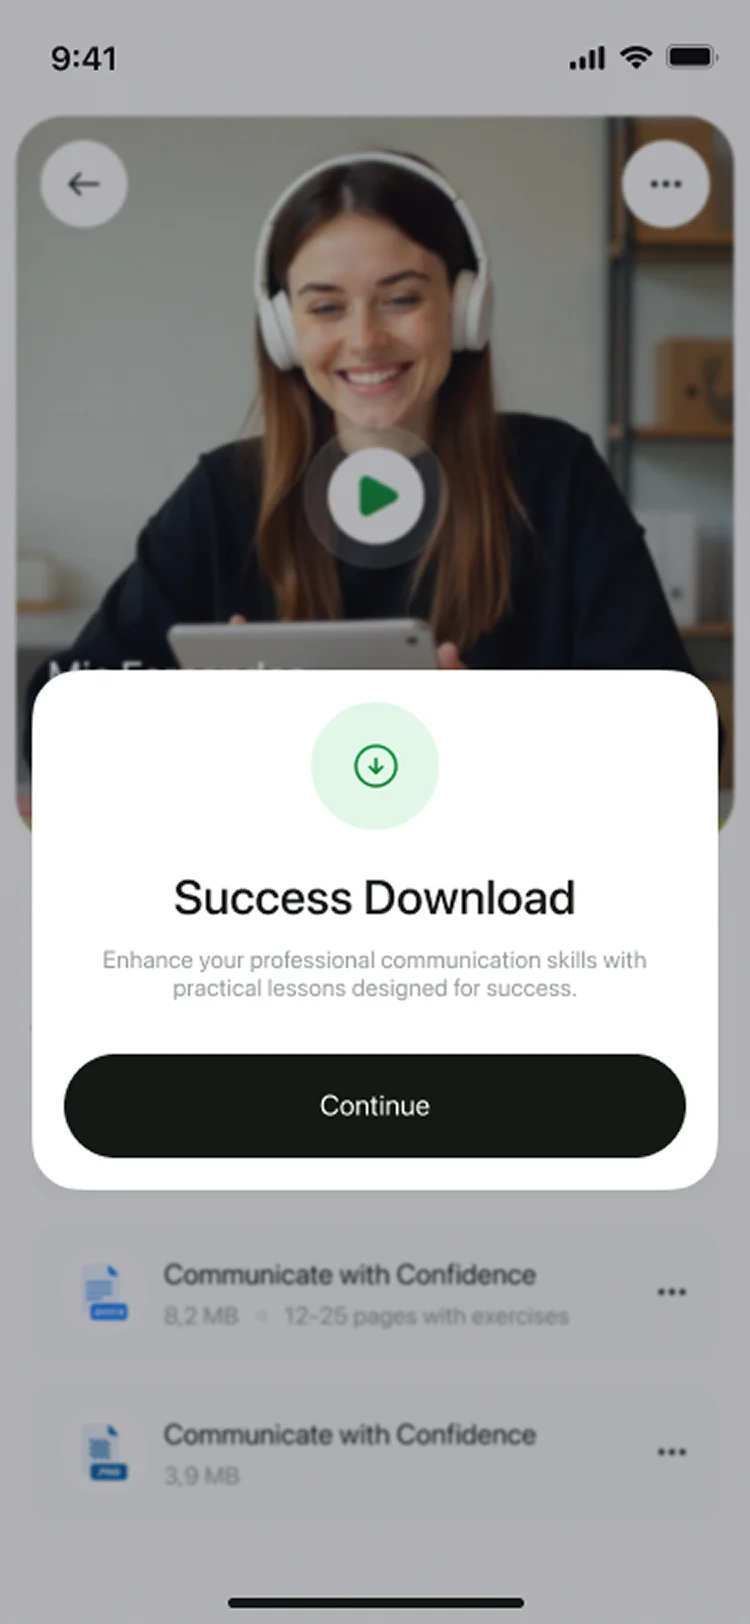 9:41
Success Download
Enhance your professional communication skills with
practical lessons designed for success.
Continue
Communicate with Confidence
8,2 MB 12-25 pages with exercises
Communicate with Confidence
3,9 MB